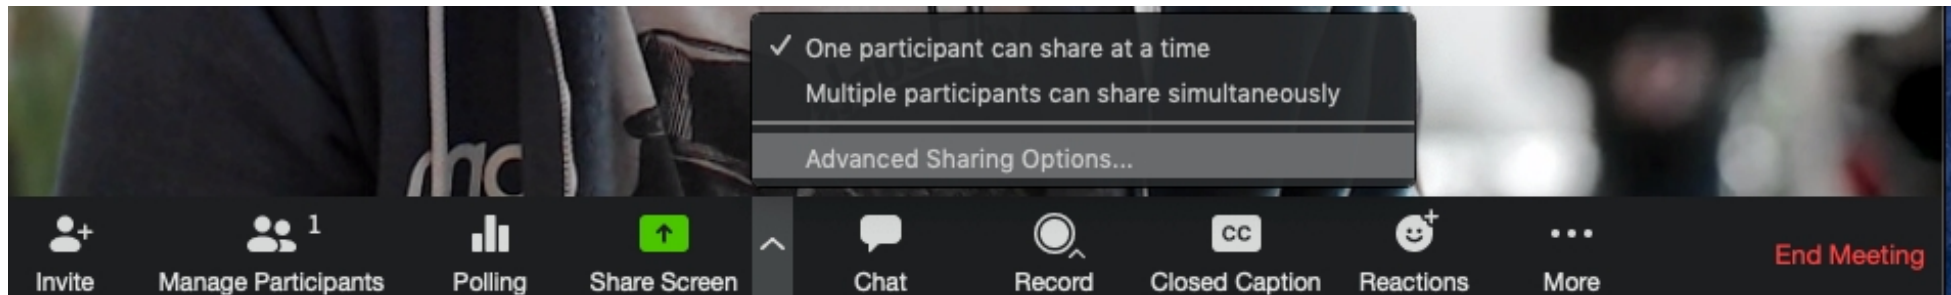 One participant can share at a time
Multiple participants can share simultaneously
Advanced Sharing Options...
1
CC
Invite
Manage Participants
Polling
Share Screen
Chat
Record
Closed Caption
Reactions
More
End Meeting